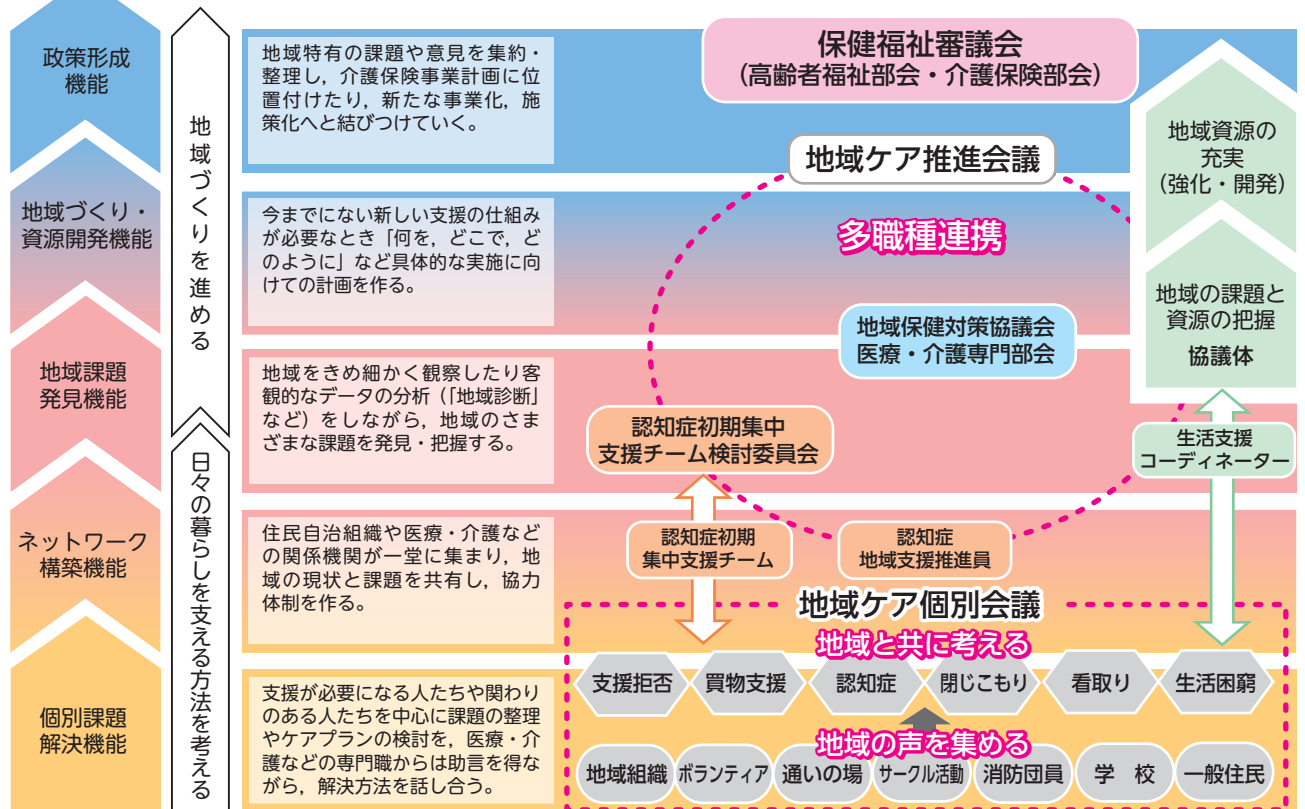 政策形成
機能
地域づくり・
資源開発機能
地域課題
発見機能
ネットワーク
構築機能
個別課題
解決機能
地域づくりを進める
日々の暮らしを支える方法を考える
地域特有の課題や意見を集約・
整理し，介護保険事業計画に位
置付けたり，新たな事業化，施
策化へと結びつけていく。
今までにない新しい支援の仕組み
が必要なとき「何を，どこで，ど
のように」など具体的な実施に向
けての計画を作る。
地域をきめ細かく観察したり客
観的なデータの分析（「地域診断」
など）をしながら，地域のさま
ざまな課題を発見・把握する。
住民自治組織や医療・介護など
の関係機関が一堂に集まり，地
域の現状と課題を共有し，協力
体制を作る。
支援が必要になる人たちや関わり
のある人たちを中心に課題の整理
やケアプランの検討を，医療・介
護などの専門職からは助言を得な
がら，解決方法を話し合う。
保健福祉審議会
（高齢者福祉部会・介護保険部会）
地域ケア推進会議
多職種連携
地域保健対策協議会
医療・介護専門部会
認知症初期集中
支援チーム検討委員会
認知症初期
集中支援チーム
認知症
地域支援推進員
地域資源の
充実
（強化・開発）
地域の課題と
資源の把握
協議体
生活支援
コーディネーター
地域ケア個別会議
地域と共に考える
支援拒否
買物支援
認知症
閉じこもり
看取り
生活困窮
地域の声を集める
地域組織
ボランティア
通いの場
サークル活動
消防団員
学　校
一般住民